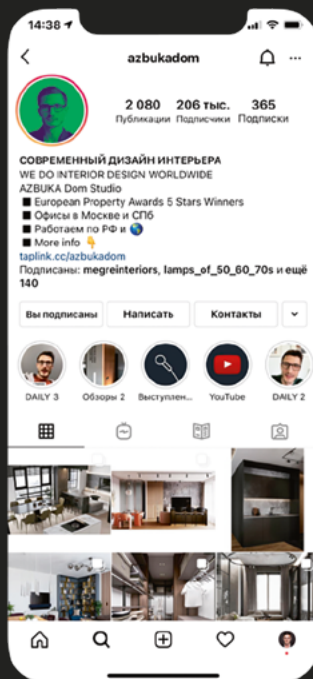 14:38
azbukadom
2 080 206 тыс. 365
Публикации Подписчики Подписки
СОВРЕМЕННЫЙ ДИЗАЙН ИНТЕРЬЕРА
WE DO INTERIOR DESIGN WORLDWIDE
AZBUKA Dom Studio
European Property Awards 5 Stars Winners
Офисы в Москве и СПб
Работаем по РФ и 🌎
More info 👇
taplink.cc/azbukadom
Подписаны: megreinteriors, lamps_of_50_60_70s и ещё
140
Вы подписаны Написать Контакты
DAILY 3 Обзоры 2 Выступлен... YouTube DAILY 2